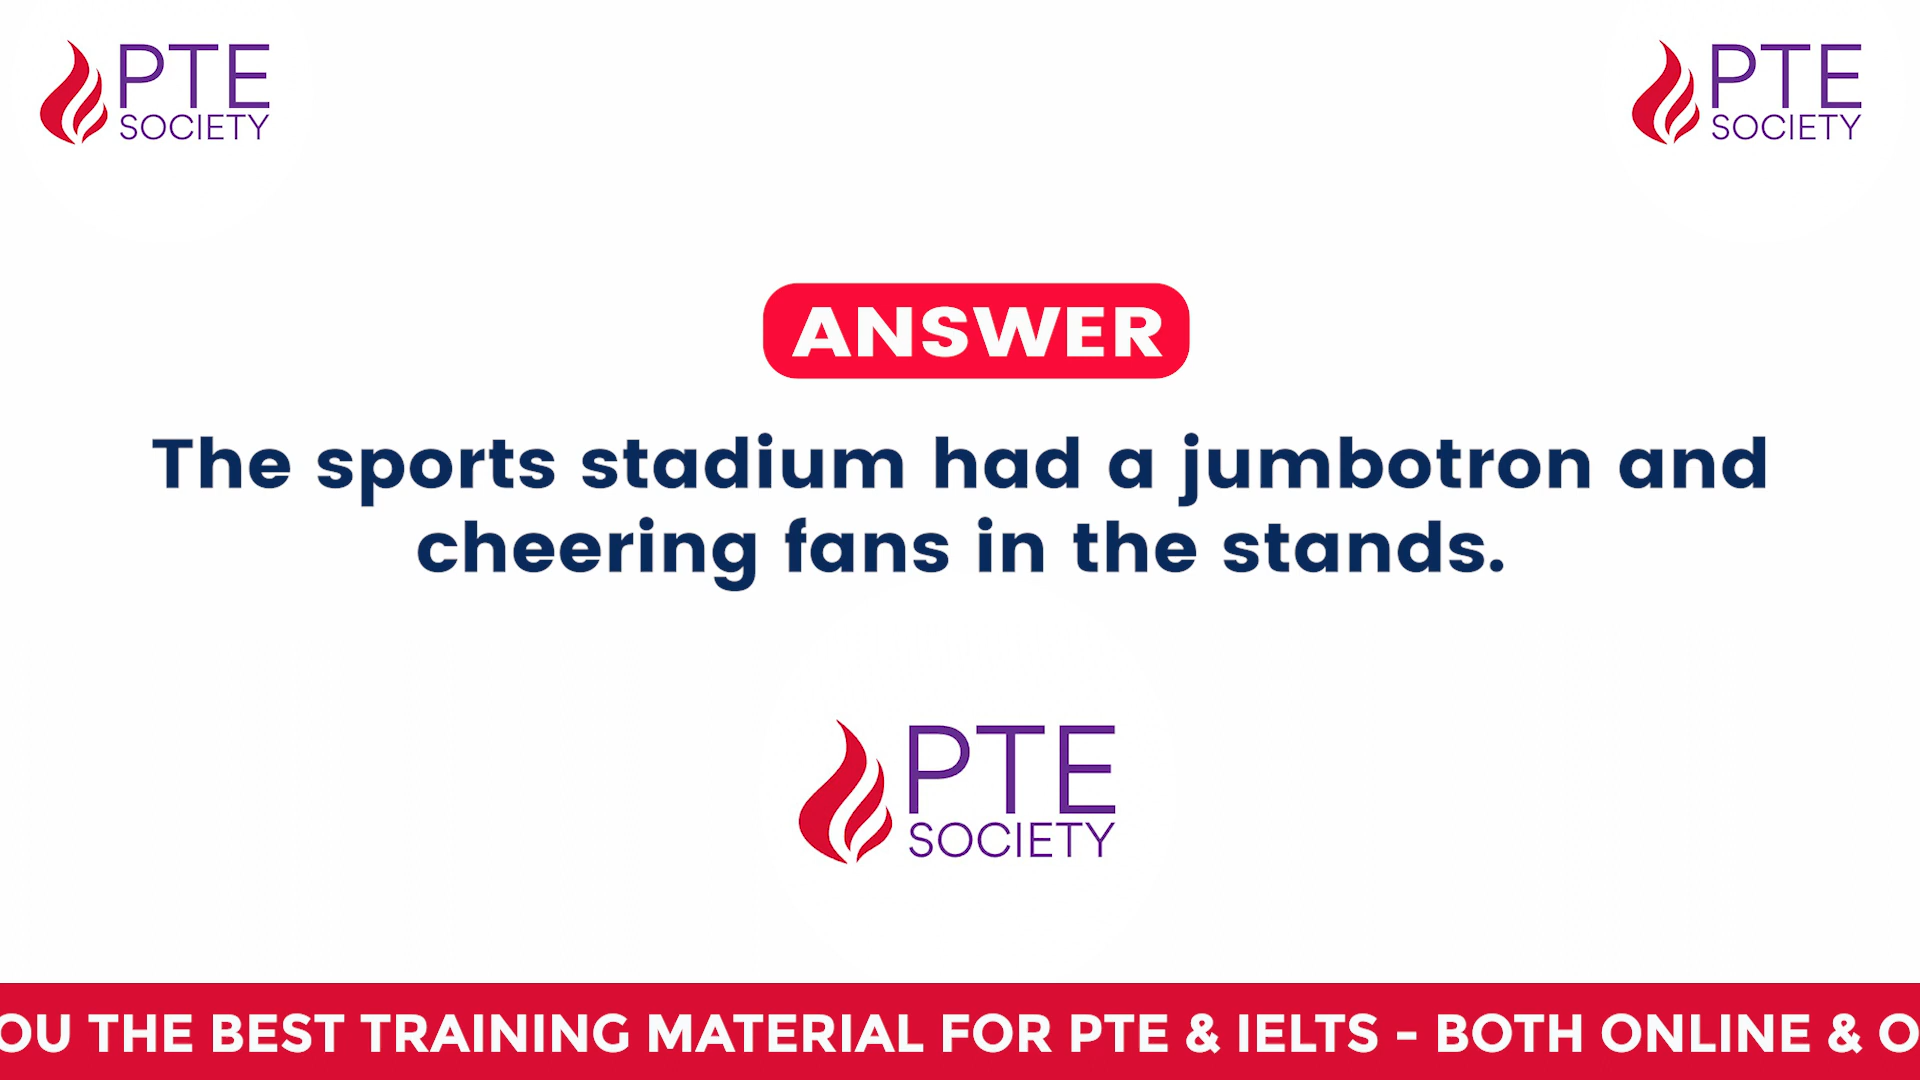 PTE
SOCIETY
PTE
SOCIETY
ANSWER
The sports stadium had a jumbotron and
cheering fans in the stands.
PTE
SOCIETY
OU THE BEST TRAINING MATERIAL FOR PTE & IELTS - BOTH ONLINE & O